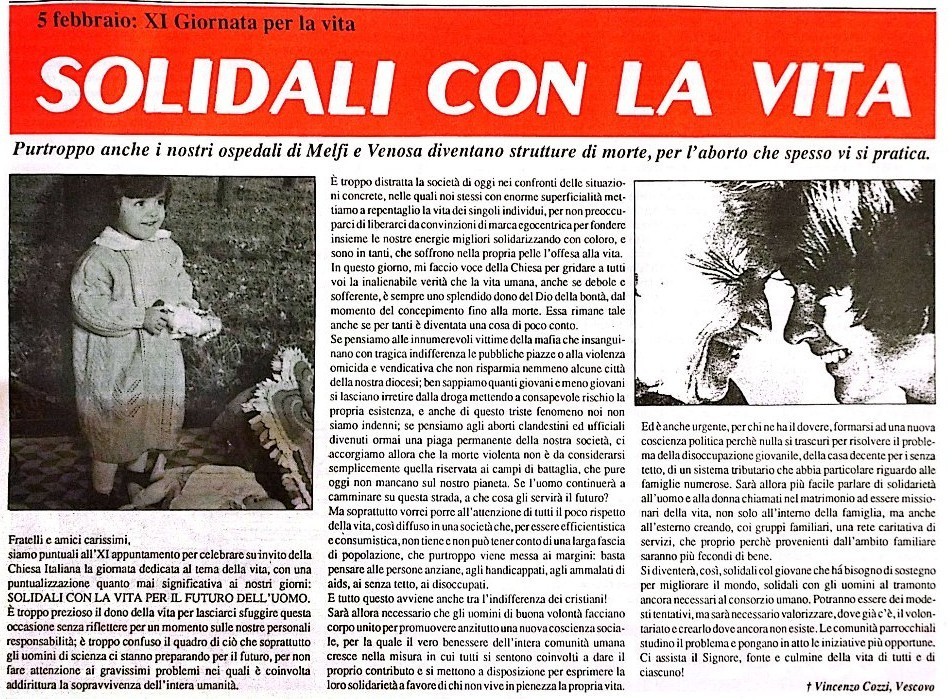 5 febbraio: XI Giornata per la vita
SOLIDALI CON LA VITA
Purtroppo anche i nostri ospedali di Melfi e Venosa diventano strutture di morte, per l'aborto che spesso vi si pratica.
Fratelli e amici carissimi,
siamo puntuali all'XI appuntamento per celebrare su invito della
Chiesa Italiana la giornata dedicata al tema della vita, con una
puntualizzazione quanto mai significativa ai nostri giorni:
SOLIDALI CON LA VITA PER IL FUTURO DELL'UOMO.
È troppo prezioso il dono della vita per lasciarci sfuggire questa
occasione senza riflettere per un momento sulle nostre personali
responsabilità; è troppo confuso il quadro di ciò che soprattutto
gli uomini di scienza ci stanno preparando per il futuro, per non
fare attenzione ai gravissimi problemi nei quali è coinvolta
addirittura la sopravvivenza dell'intera umanità.
È troppo distratta la società di oggi nei confronti delle situazio-
ni concrete, nelle quali noi stessi con enorme superficialità met-
tiamo a repentaglio la vita dei singoli individui, per non preoccu-
parci di liberarci da convinzioni di marca egocentrica per fondere
insieme le nostre energie migliori solidarizzando con coloro, e
sono in tanti, che soffrono nella propria pelle l'offesa alla vita.
In questo giorno, mi faccio voce della Chiesa per gridare a tutti
voi la inalienabile verità che la vita umana, anche se debole e
sofferente, è sempre uno splendido dono del Dio della bontà, dal
momento del concepimento fino alla morte. Essa rimane tale
anche se per tanti è diventata una cosa di poco conto.
Se pensiamo alle innumerevoli vittime della mafia che insangui-
nano con tragica indifferenza le pubbliche piazze o alla violenza
omicida e vendicativa che non risparmia nemmeno alcune città
della nostra diocesi; ben sappiamo quanti giovani e meno giovani
si lasciano irretire dalla droga mettendo a consapevole rischio la
propria esistenza, e anche di questo triste fenomeno noi non
siamo indenni; se pensiamo agli aborti clandestini ed ufficiali
divenuti ormai una piaga permanente della nostra società, ci
accorgiamo allora che la morte violenta non è da considerarsi
semplicemente quella riservata ai campi di battaglia, che pure
oggi non mancano sul nostro pianeta. Se l'uomo continuerà a
camminare su questa strada, a che cosa gli servirà il futuro?
Ma soprattutto vorrei porre all'attenzione di tutti il poco rispetto
della vita, così diffuso in una società che, per essere efficientistica
e consumistica, non tiene e non può tener conto di una larga fascia
di popolazione, che purtroppo viene messa ai margini: basta
pensare alle persone anziane, agli handicappati, agli ammalati di
aids, ai senza tetto, ai disoccupati.
E tutto questo avviene anche tra l'indifferenza dei cristiani!
Sarà allora necessario che gli uomini di buona volontà facciano
corpo unito per promuovere anzitutto una nuova coscienza socia-
le, per la quale il vero benessere dell'intera comunità umana
cresce nella misura in cui tutti si sentono coinvolti a dare il
proprio contributo e si mettono a disposizione per esprimere la
loro solidarietà a favore di chi non vive in pienezza la propria vita.
Ed è anche urgente, per chi ne ha il dovere, formarsi ad una nuova
coscienza politica perchè nulla si trascuri per risolvere il proble-
ma della disoccupazione giovanile, della casa decente per i senza
tetto, di un sistema tributario che abbia particolare riguardo alle
famiglie numerose. Sarà allora più facile parlare di solidarietà
all'uomo e alla donna chiamati nel matrimonio ad essere missio-
nari della vita, non solo all'interno della famiglia, ma anche
all'esterno creando, coi gruppi familiari, una rete caritativa di
servizi, che proprio perchè provenienti dall'ambito familiare
saranno più fecondi di bene.
Si diventerà, così, solidali col giovane che há bisogno di sostegno
per migliorare il mondo, solidali con gli uomini al tramonto
ancora necessari al consorzio umano. Potranno essere dei mode-
sti tentativi, ma sarà necessario valorizzare, dove già c'è, il volon-
tariato e crearlo dove ancora non esiste. Le comunità parrocchiali
studino il problema e pongano in atto le iniziative più opportune.
Ci assista il Signore, fonte e culmine della vita di tutti e di
ciascuno!
† Vincenzo Cozzi, Vescovo